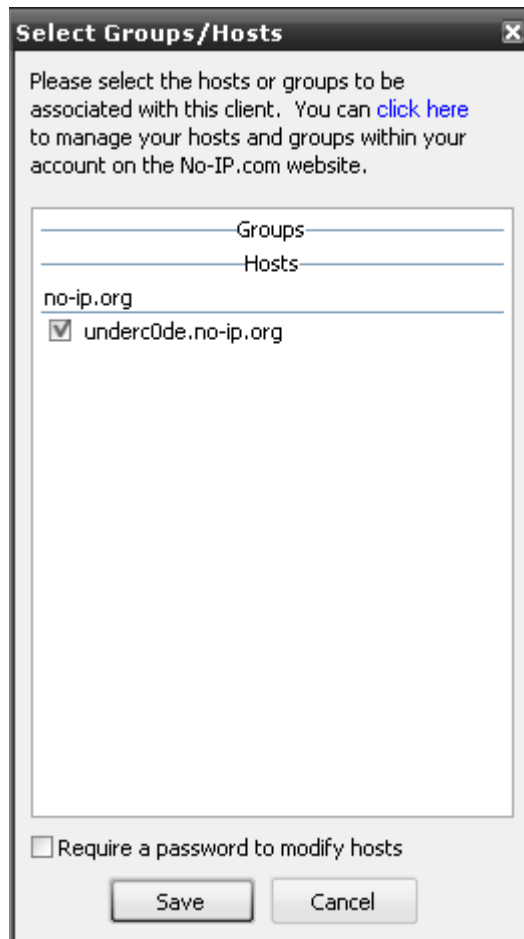 Select Groups/Hosts
Please select the hosts or groups to be
associated with this client.  You can click here
to manage your hosts and groups within your
account on the No-IP.com website.
Groups
Hosts
no-ip.org
underc0de.no-ip.org
Require a password to modify hosts
Save Cancel